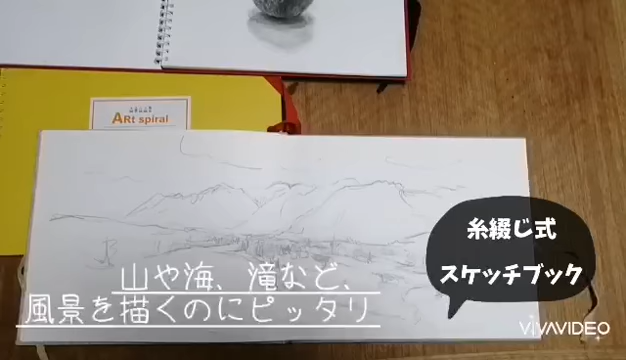 ARt spiral
糸綴じ式
スケッチブック
山や海、滝など、
風景を描くのにピッタリ
VIVAVIDEO